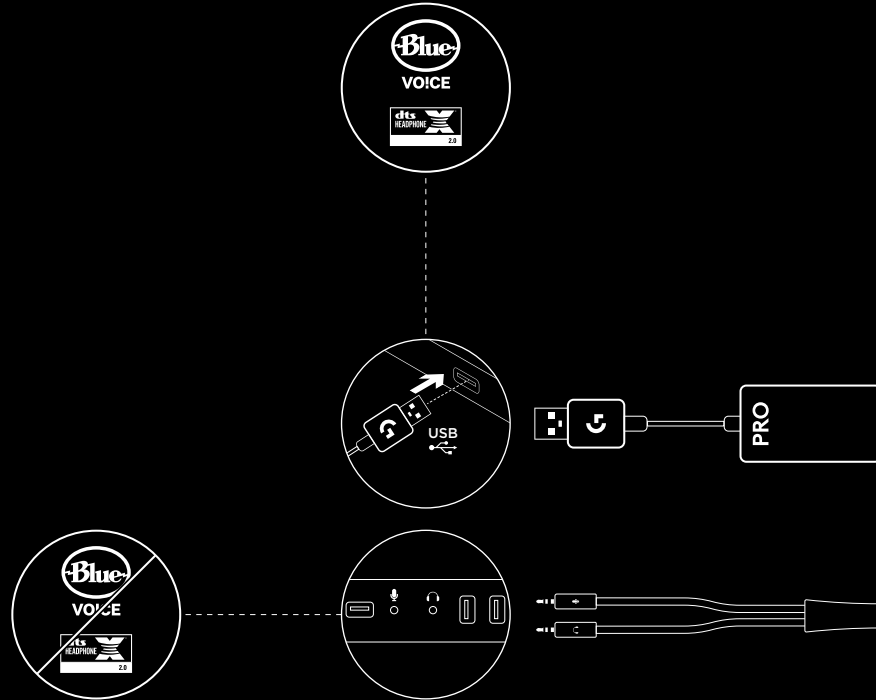 Blue
VO!CE
dts
HEADPHONE X
2.0
USB
PRO
Blue
VO!CE
dts
HEADPHONE X
2.0